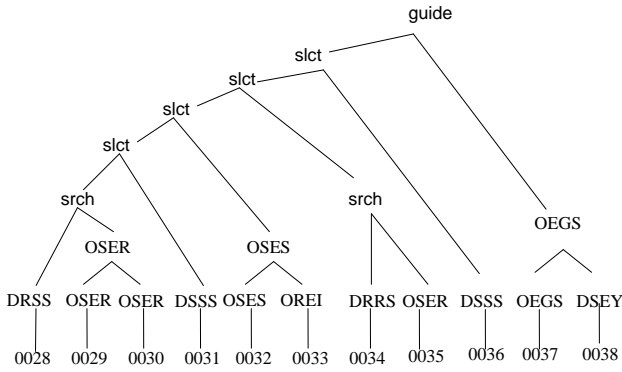 guide
slct
slct
slct
slct
srch srch
OEGS
OSER OSES
DRSS OSER OSER DSSS OSES OREI DRRS OSER DSSS OEGS DSEY
0028 0029 0030 0031 0032 0033 0034 0035 0036 0037 0038